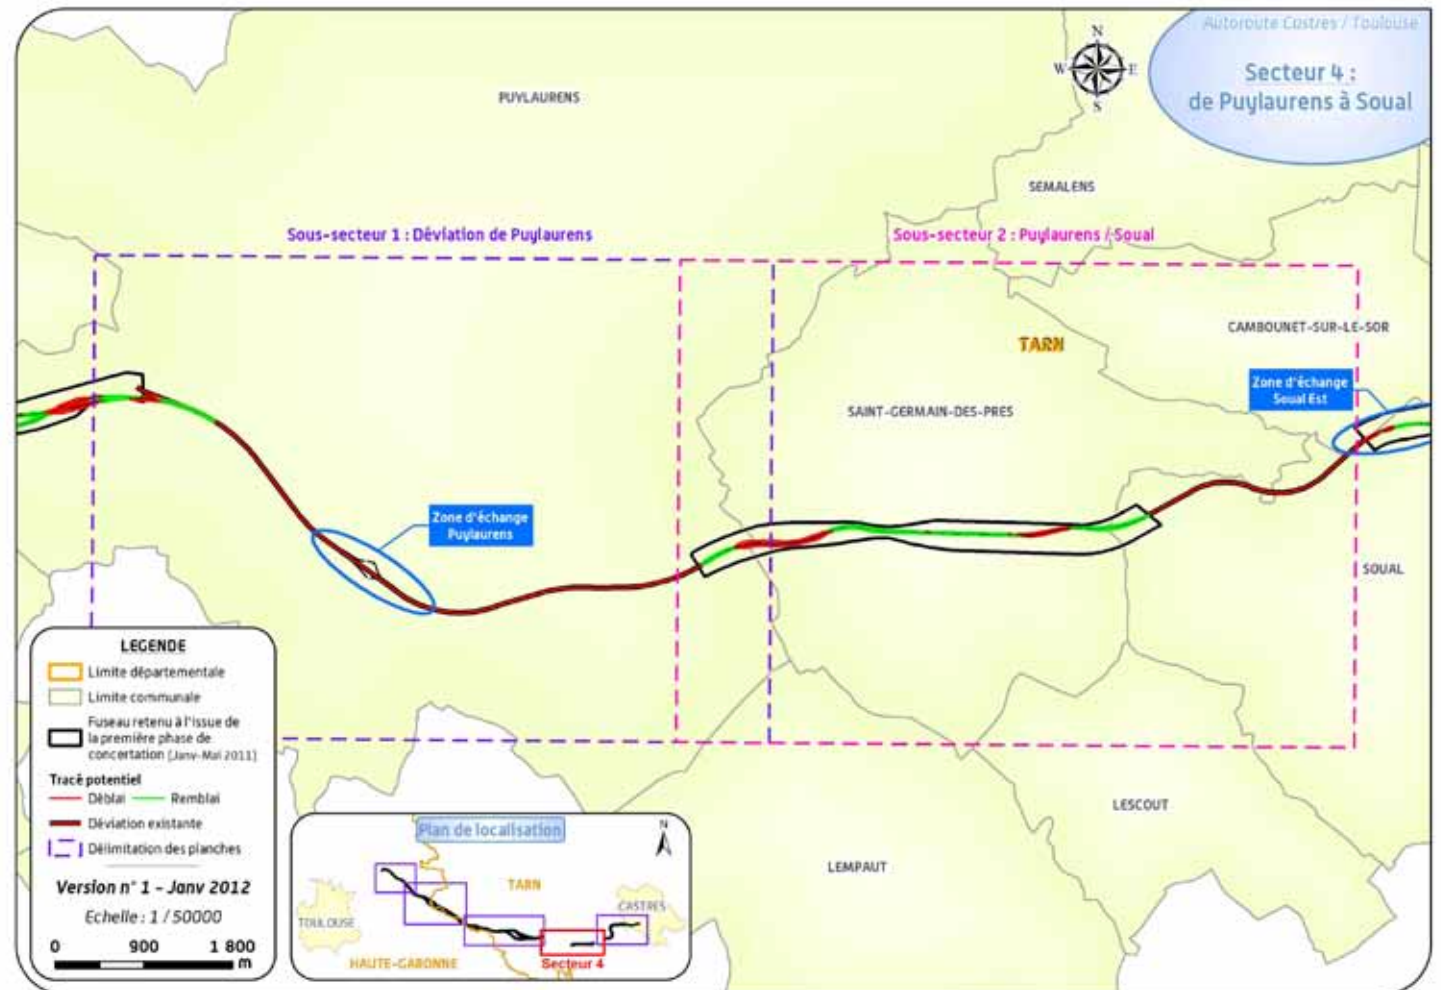 Autoroute Castres / Toulouse
Secteur 4 :
de Puylaurens à Soual
N
W E
S
PUYLAURENS
SEMALENS
Sous-secteur 1 : Déviation de Puylaurens
Sous-secteur 2 : Puylaurens / Soual
CAMBOUNET-SUR-LE-SOR
TARN
Zone d'échange
Soual Est
SAINT-GERMAIN-DES-PRES
Zone d'échange
Puylaurens
SOUAL
LESCOUT
LEMPAUT
LEGENDE
Limite départementale
Limite communale
Fuseau retenu à l'issue de
la première phase de
concertation (Janv-Mai 2011)
Tracé potentiel
Déblai Remblai
Déviation existante
Délimitation des planches
Version n° 1 - Janv 2012
Echelle : 1 / 50000
0 900 1 800
m
Plan de localisation
N
TARN
TOULOUSE
CASTRES
HAUTE-GARONNE
Secteur 4